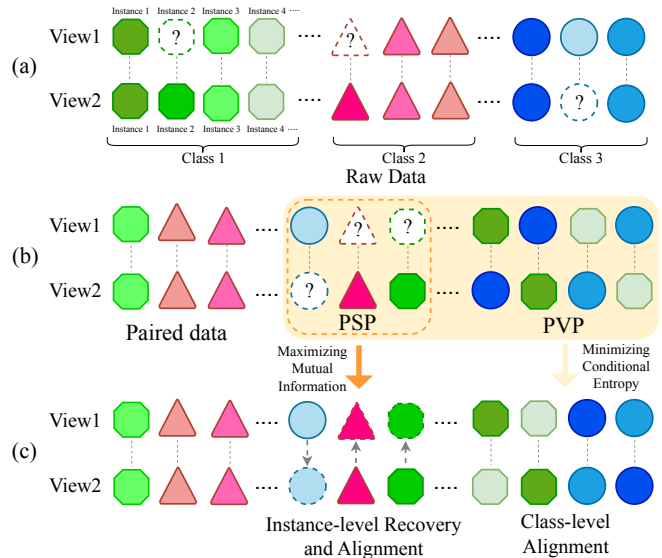 Instance 1 Instance 2 Instance 3 Instance 4 ....
View1 ? .... ? ....
(a)
View2 .... .... ?
Instance 1 Instance 2 Instance 3 Instance 4 ....
Class 1 Class 2 Class 3
Raw Data
View1 .... ? ? ....
(b)
View2 .... ? ....
Paired data PSP PVP
Maximizing Minimizing
Mutual Conditional
Information Entropy
View1 .... ....
(c)
View2 .... ....
Instance-level Recovery Class-level
and Alignment Alignment